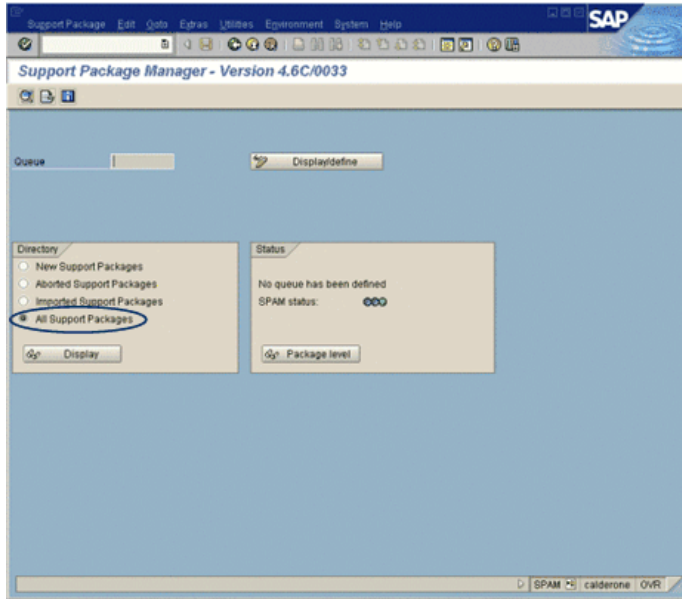 Support Package Edit Goto Extras Utilities Environment System Help
SAP
Support Package Manager - Version 4.6C/0033
Queue
Display/define
Directory
New Support Packages
Aborted Support Packages
Imported Support Packages
All Support Packages
Display
Status
No queue has been defined
SPAM status:
Package level
SPAM calderone OVR